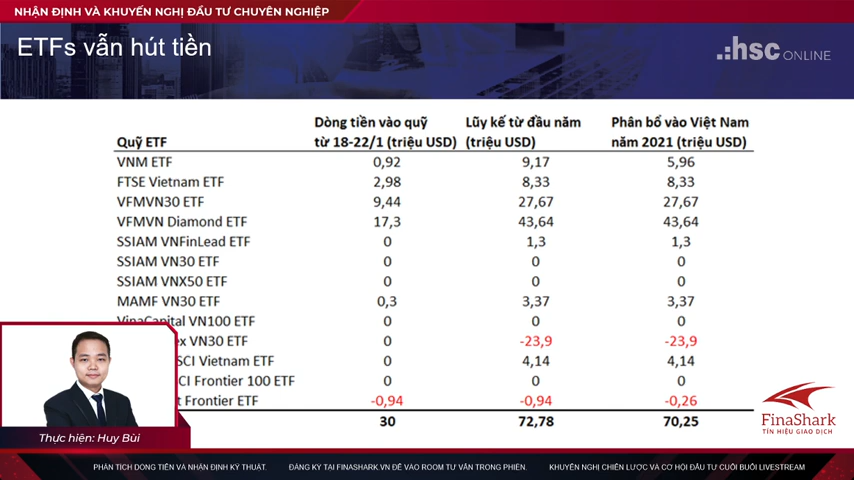 NHẬN ĐỊNH VÀ KHUYẾN NGHỊ ĐẦU TƯ CHUYÊN NGHIỆP
ETFs vẫn hút tiền
.:hsc ONLINE
Dòng tiền vào quỹ Lũy kế từ đầu năm Phân bổ vào Việt Nam
Quỹ ETF từ 18-22/1 (triệu USD) (triệu USD) năm 2021 (triệu USD)
VNM ETF 0,92 9,17 5,96
FTSE Vietnam ETF 2,98 8,33 8,33
VFMVN30 ETF 9,44 27,67 27,67
VFMVN Diamond ETF 17,3 43,64 43,64
SSIAM VNFinLead ETF 0 1,3 1,3
SSIAM VN30 ETF 0 0 0
SSIAM VNX50 ETF 0 0 0
MAMF VN30 ETF 0,3 3,37 3,37
VinaCapital VN100 ETF 0 0 0
ex VN30 ETF 0 -23,9 -23,9
SCI Vietnam ETF 0 4,14 4,14
CI Frontier 100 ETF 0 0 0
t Frontier ETF -0,94 -0,94 -0,26
30 72,78 70,25
Thực hiện: Huy Bùi
FinaShark
TÍN HIỆU GIAO DỊCH
PHÂN TÍCH DÒNG TIỀN VÀ NHẬN ĐỊNH KỸ THUẬT. ĐĂNG KÝ TẠI FINASHARK.VN ĐỂ VÀO ROOM TƯ VẤN TRONG PHIÊN. KHUYẾN NGHỊ CHIẾN LƯỢC VÀ CƠ HỘI ĐẦU TƯ CUỐI BUỔI LIVESTREAM